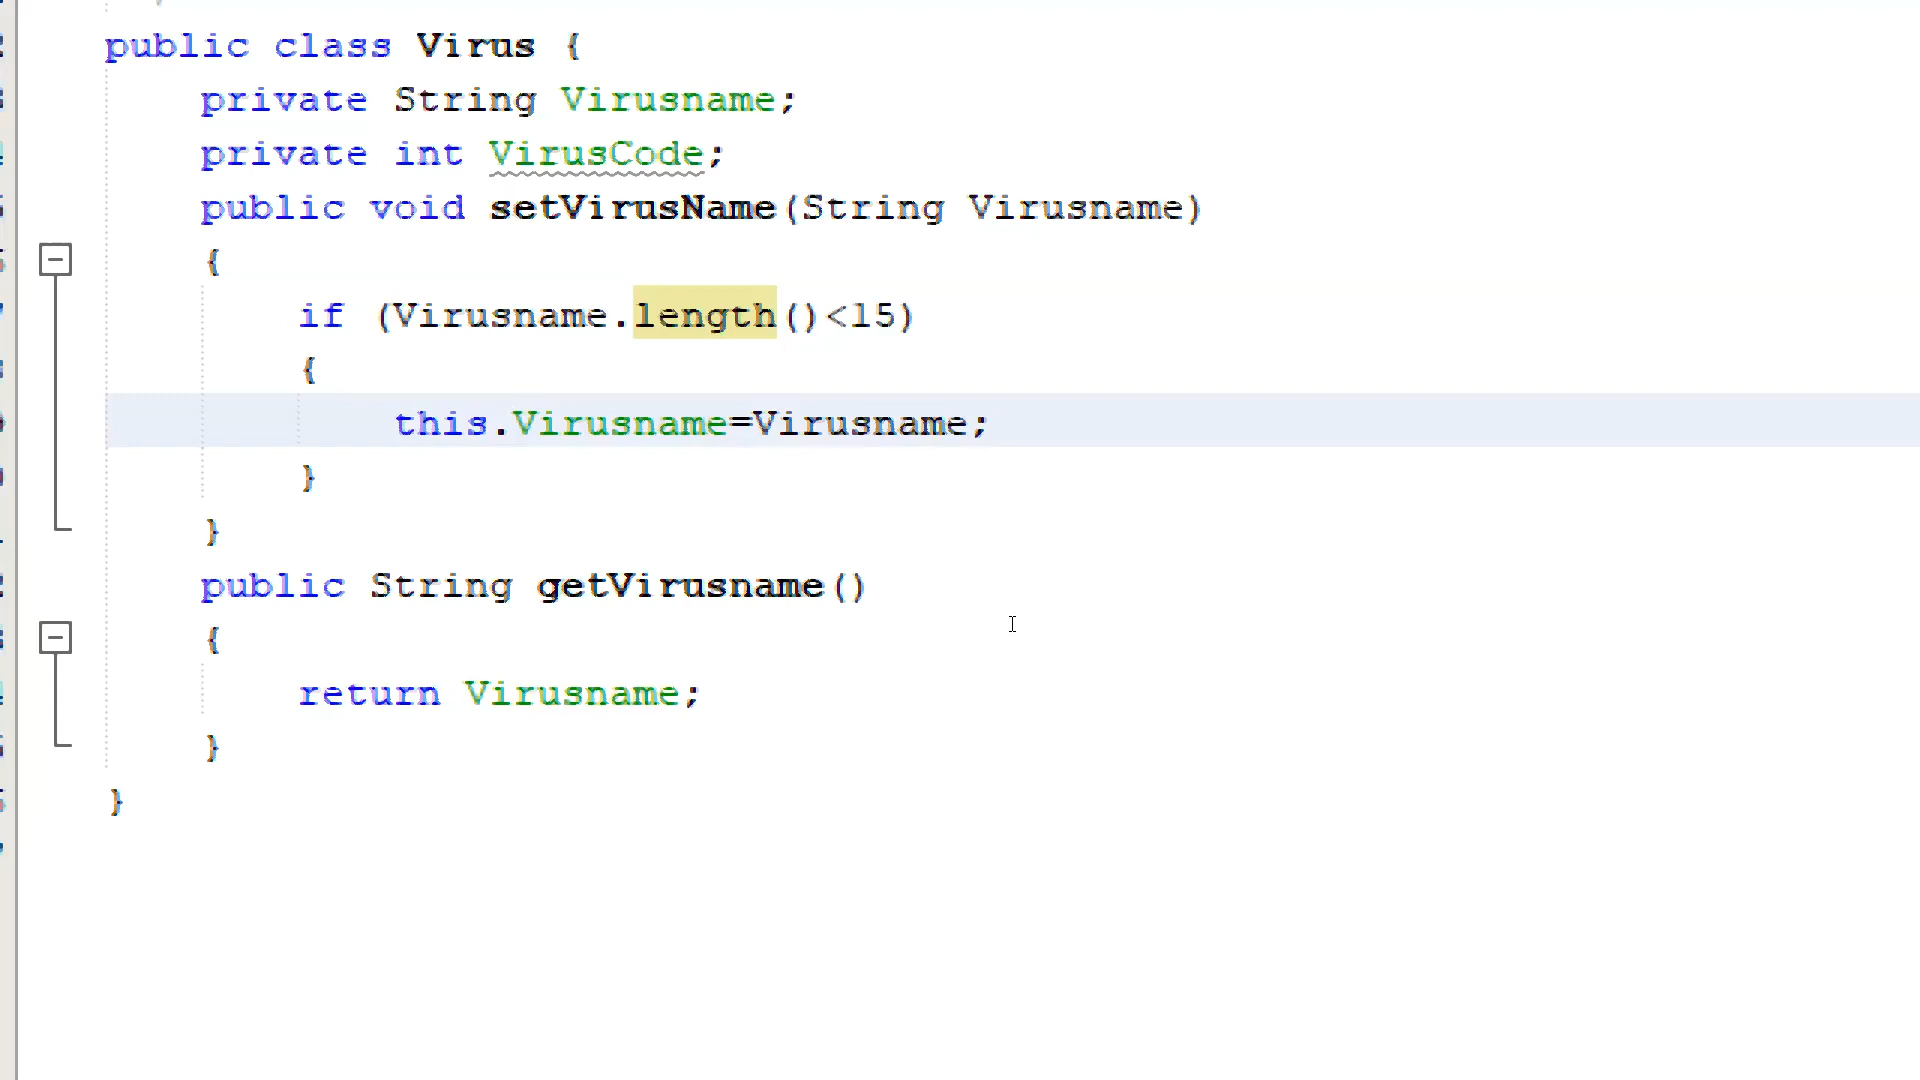 public class Virus {
private String Virusname;
private int VirusCode;
public void setVirusName(String Virusname)
{
if (Virusname.length()<15)
{
this.Virusname=Virusname;
}
}
public String getVirusname()
{
return Virusname;
}
}